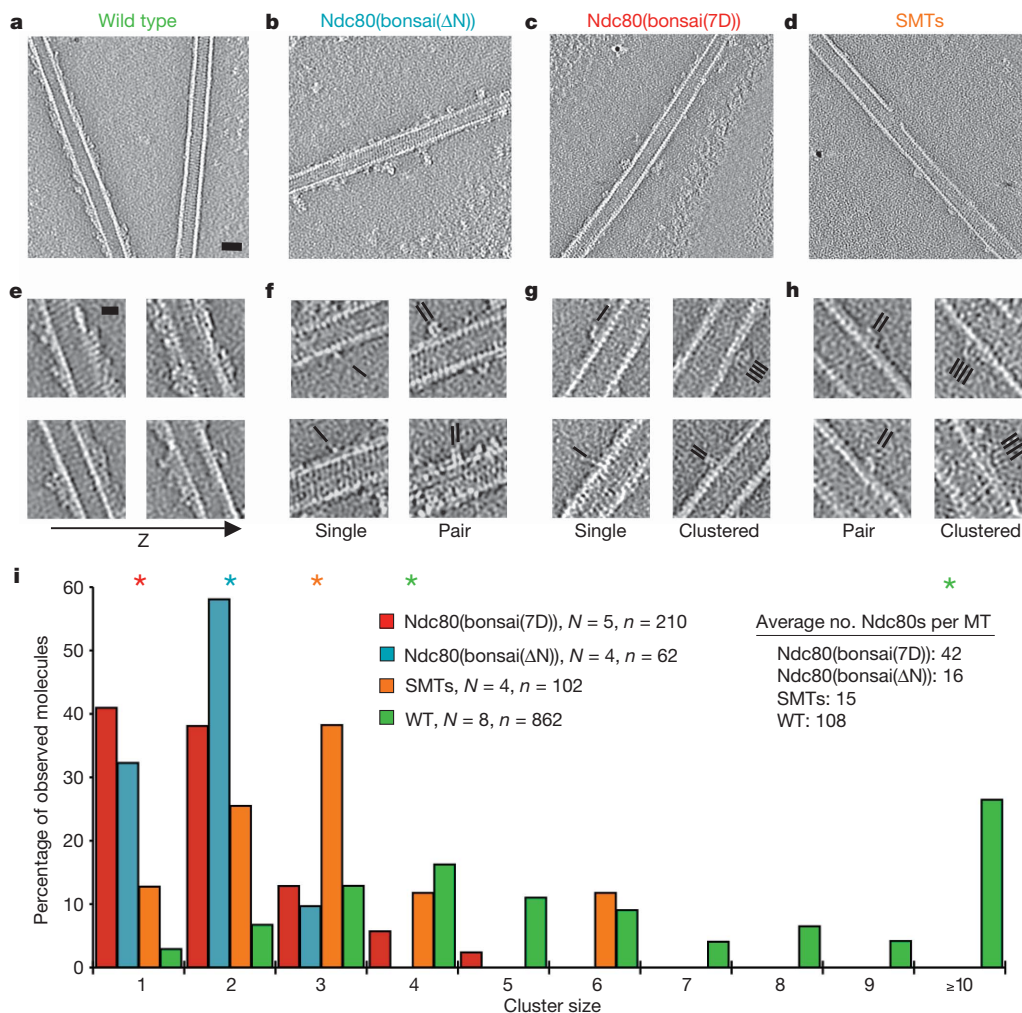 a Wild type
b Ndc80(bonsai(ΔN))
c Ndc80(bonsai(7D))
d SMTs
e
f
g
h
Z
Single Pair
Single Clustered
Pair Clustered
i
* * * * *
Percentage of observed molecules
60
50
40
30
20
10
0
Ndc80(bonsai(7D)), N = 5, n = 210
Ndc80(bonsai(ΔN)), N = 4, n = 62
SMTs, N = 4, n = 102
WT, N = 8, n = 862
Average no. Ndc80s per MT
Ndc80(bonsai(7D)): 42
Ndc80(bonsai(ΔN)): 16
SMTs: 15
WT: 108
1 2 3 4 5 6 7 8 9 ≥10
Cluster size